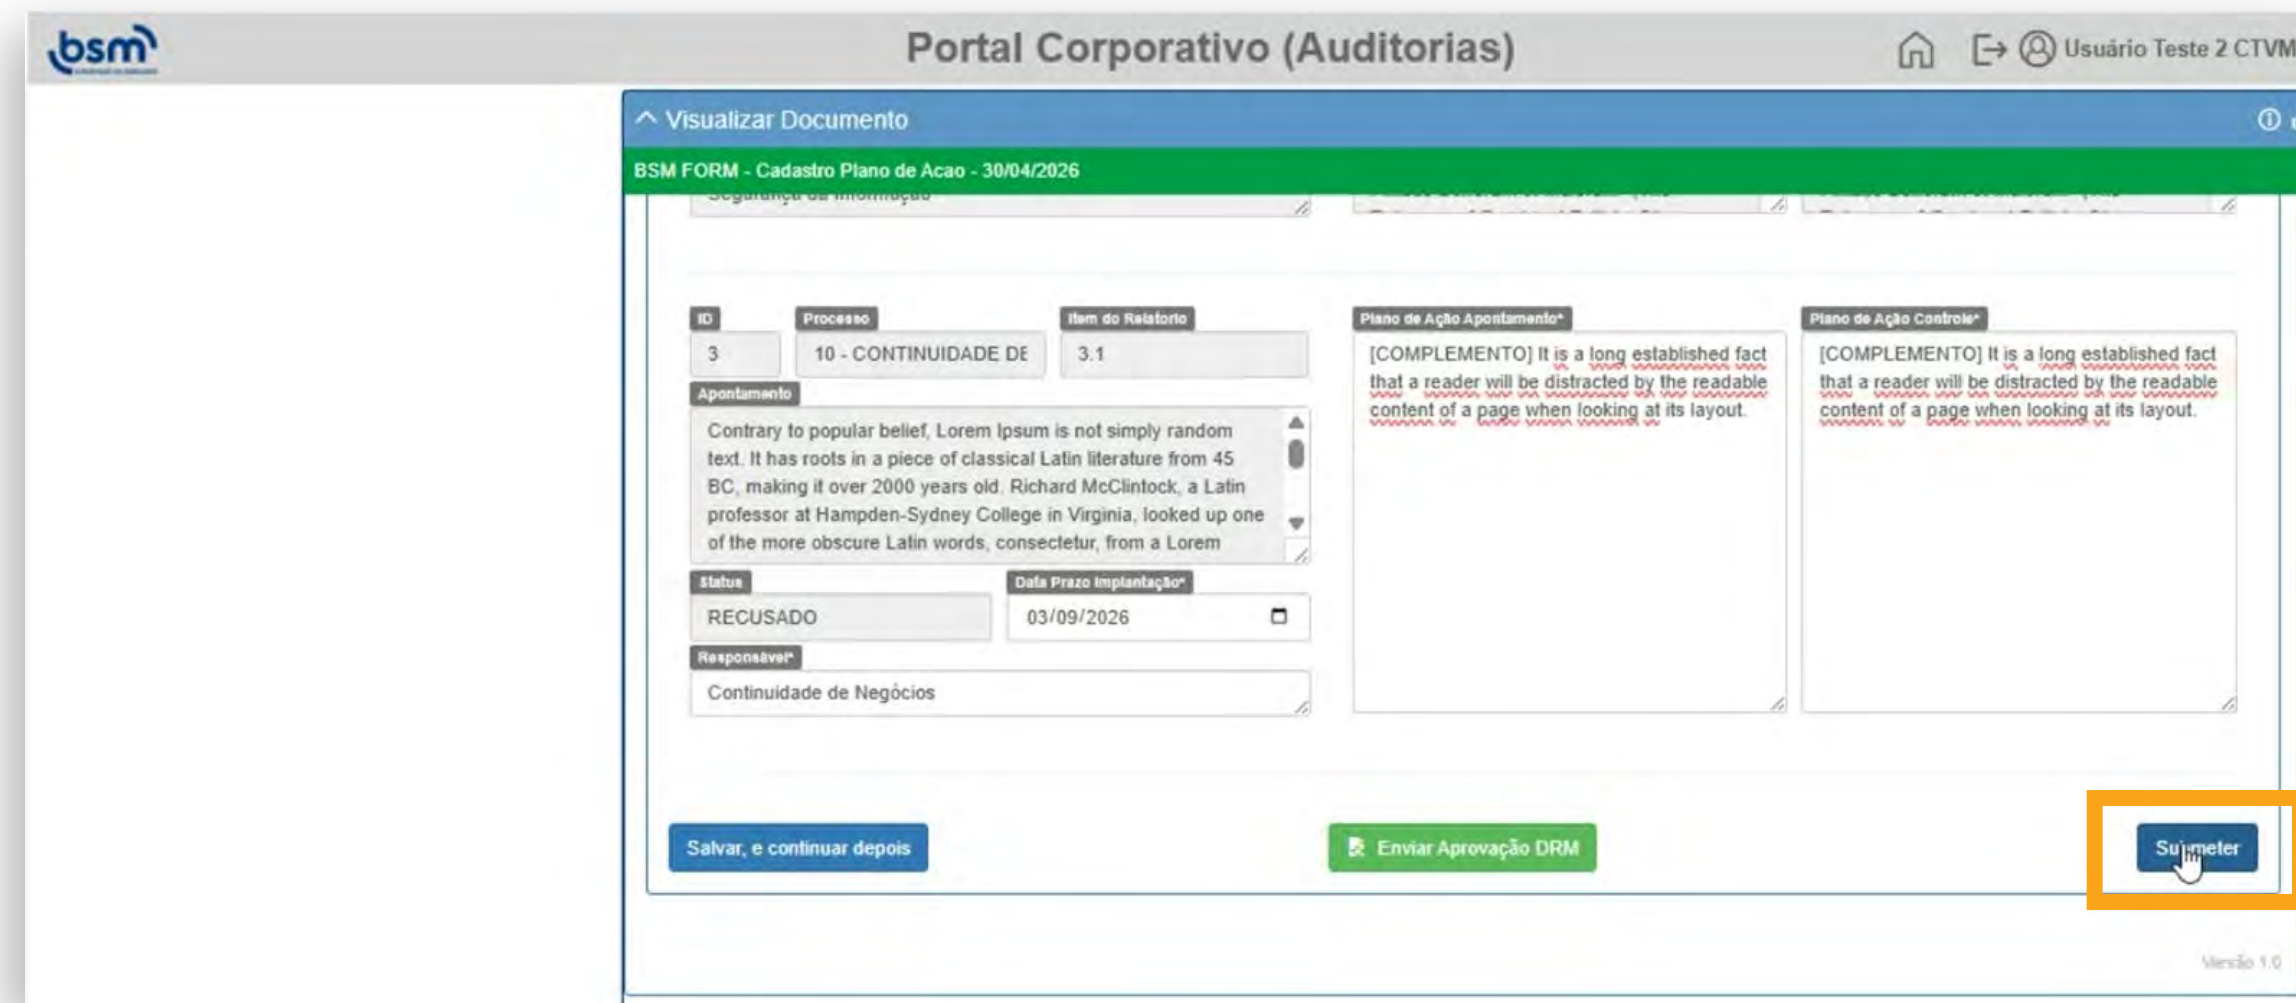 bsm
Portal Corporativo (Auditorias)
Usuário Teste 2 CTVM
Visualizar Documento
BSM FORM - Cadastro Plano de Acao - 30/04/2026
Segurança da Informação
ID
Processo
Item do Relatorio
Plano de Ação Apontamento*
Plano de Ação Controle*
3
10 - CONTINUIDADE DE
3.1
[COMPLEMENTO] It is a long established fact
that a reader will be distracted by the readable
content of a page when looking at its layout.
[COMPLEMENTO] It is a long established fact
that a reader will be distracted by the readable
content of a page when looking at its layout.
Apontamento
Contrary to popular belief, Lorem Ipsum is not simply random
text. It has roots in a piece of classical Latin literature from 45
BC, making it over 2000 years old. Richard McClintock, a Latin
professor at Hampden-Sydney College in Virginia, looked up one
of the more obscure Latin words, consectetur, from a Lorem
Status
Data Prazo Implantação*
RECUSADO
03/09/2026
Responsável*
Continuidade de Negócios
Salvar, e continuar depois
Enviar Aprovação DRM
Submeter
Versão 1.0